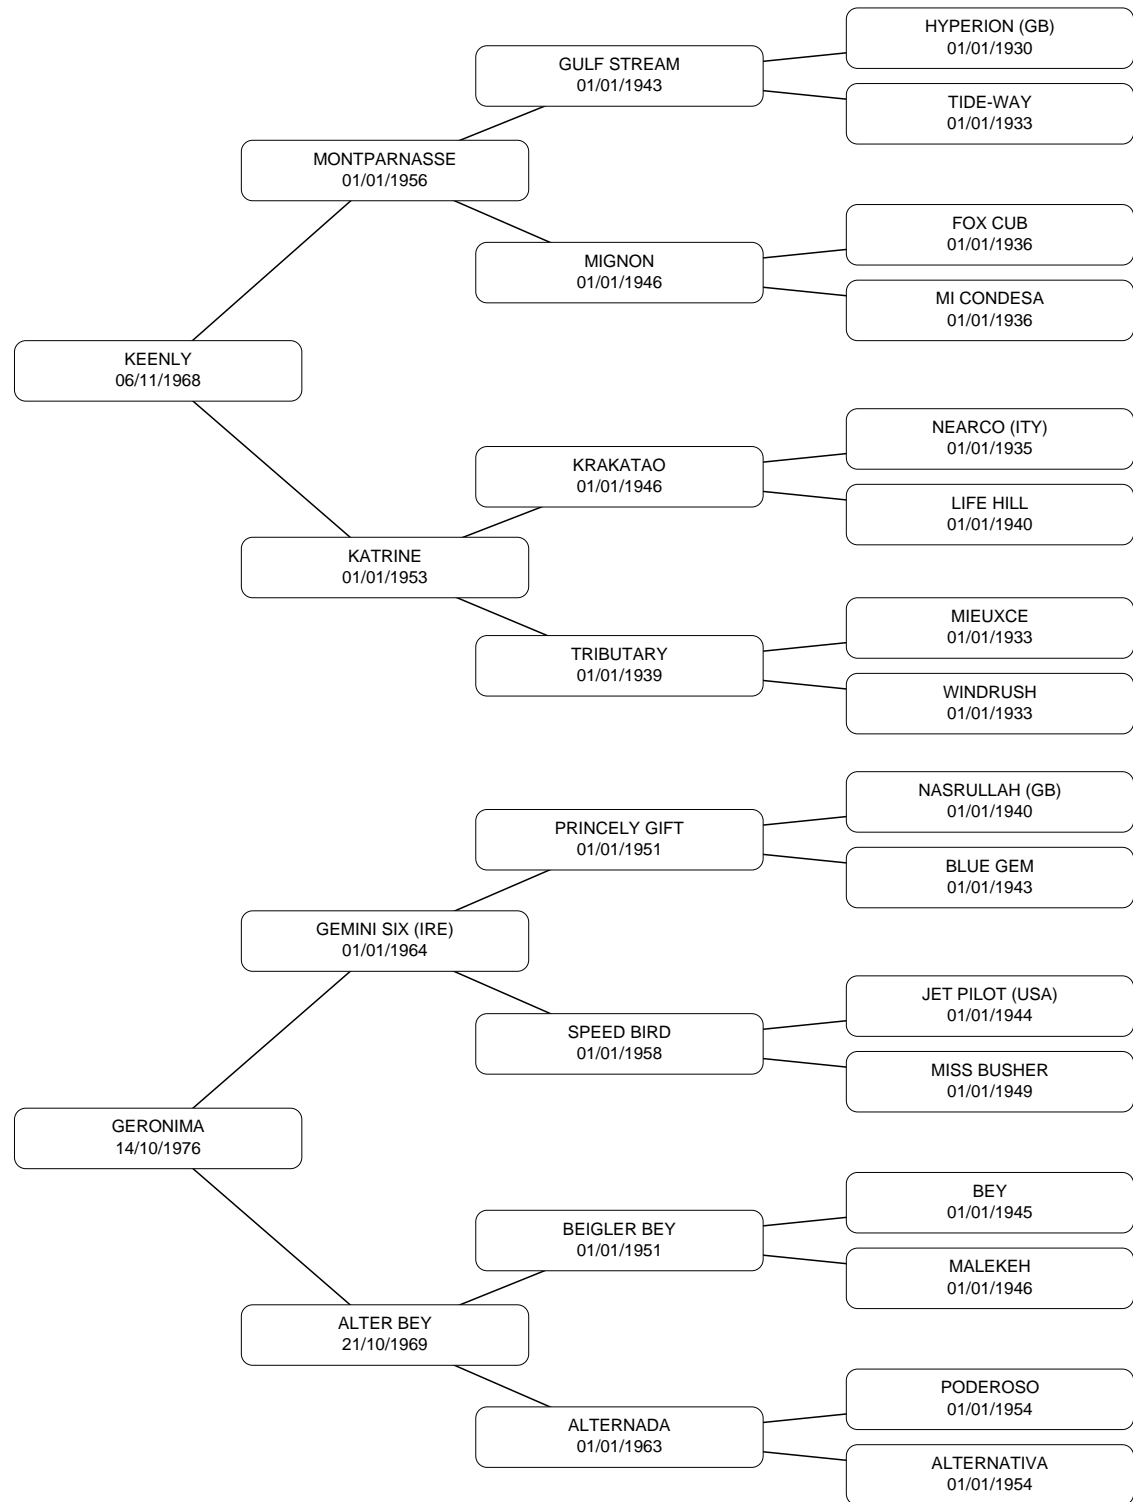 HYPERION (GB)
01/01/1930
GULF STREAM
01/01/1943
TIDE-WAY
01/01/1933
MONTPARNASSE
01/01/1956
FOX CUB
01/01/1936
MIGNON
01/01/1946
MI CONDESA
01/01/1936
KEENLY
06/11/1968
NEARCO (ITY)
01/01/1935
KRAKATAO
01/01/1946
LIFE HILL
01/01/1940
KATRINE
01/01/1953
MIEUXCE
01/01/1933
TRIBUTARY
01/01/1939
WINDRUSH
01/01/1933
NASRULLAH (GB)
01/01/1940
PRINCELY GIFT
01/01/1951
BLUE GEM
01/01/1943
GEMINI SIX (IRE)
01/01/1964
JET PILOT (USA)
01/01/1944
SPEED BIRD
01/01/1958
MISS BUSHER
01/01/1949
GERONIMA
14/10/1976
BEY
01/01/1945
BEIGLER BEY
01/01/1951
MALEKEH
01/01/1946
ALTER BEY
21/10/1969
PODEROSO
01/01/1954
ALTERNADA
01/01/1963
ALTERNATIVA
01/01/1954